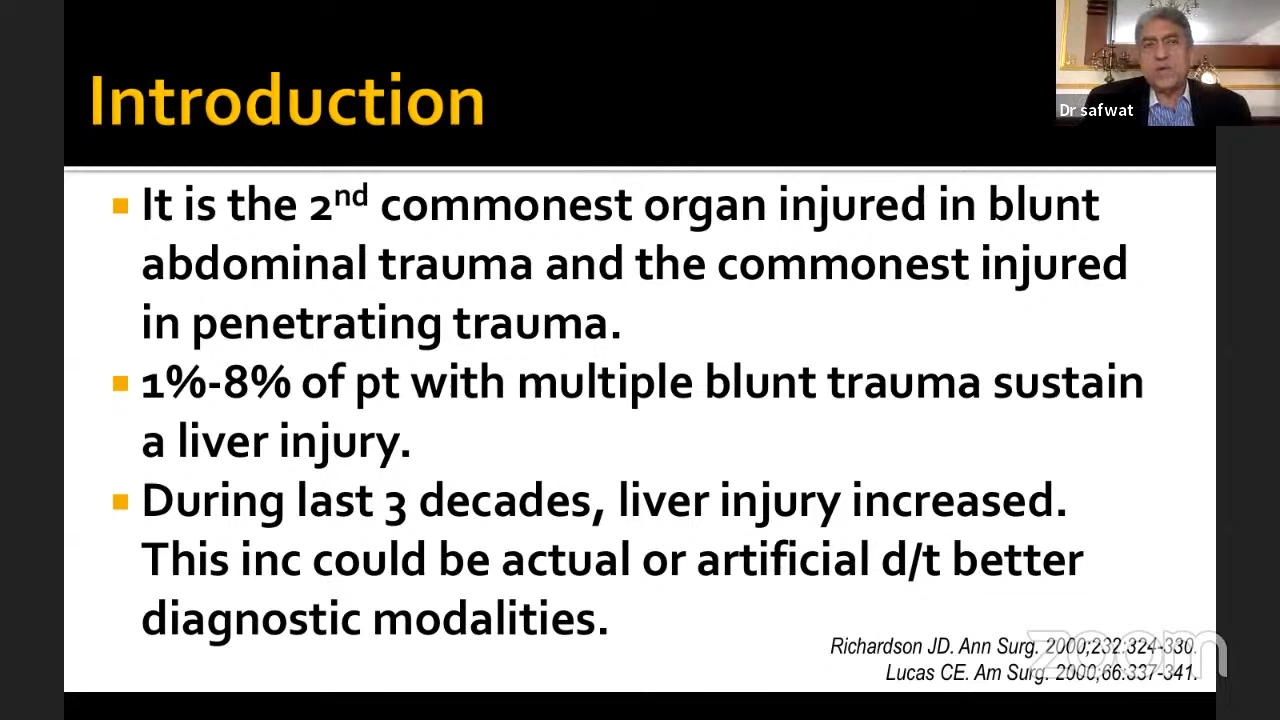 Introduction
Dr safwat
It is the 2nd commonest organ injured in blunt
abdominal trauma and the commonest injured
in penetrating trauma.
1%-8% of pt with multiple blunt trauma sustain
a liver injury.
During last 3 decades, liver injury increased.
This inc could be actual or artificial d/t better
diagnostic modalities.
Richardson JD. Ann Surg. 2000;232:324-330.
Lucas CE. Am Surg. 2000;66:337-341.
zoom